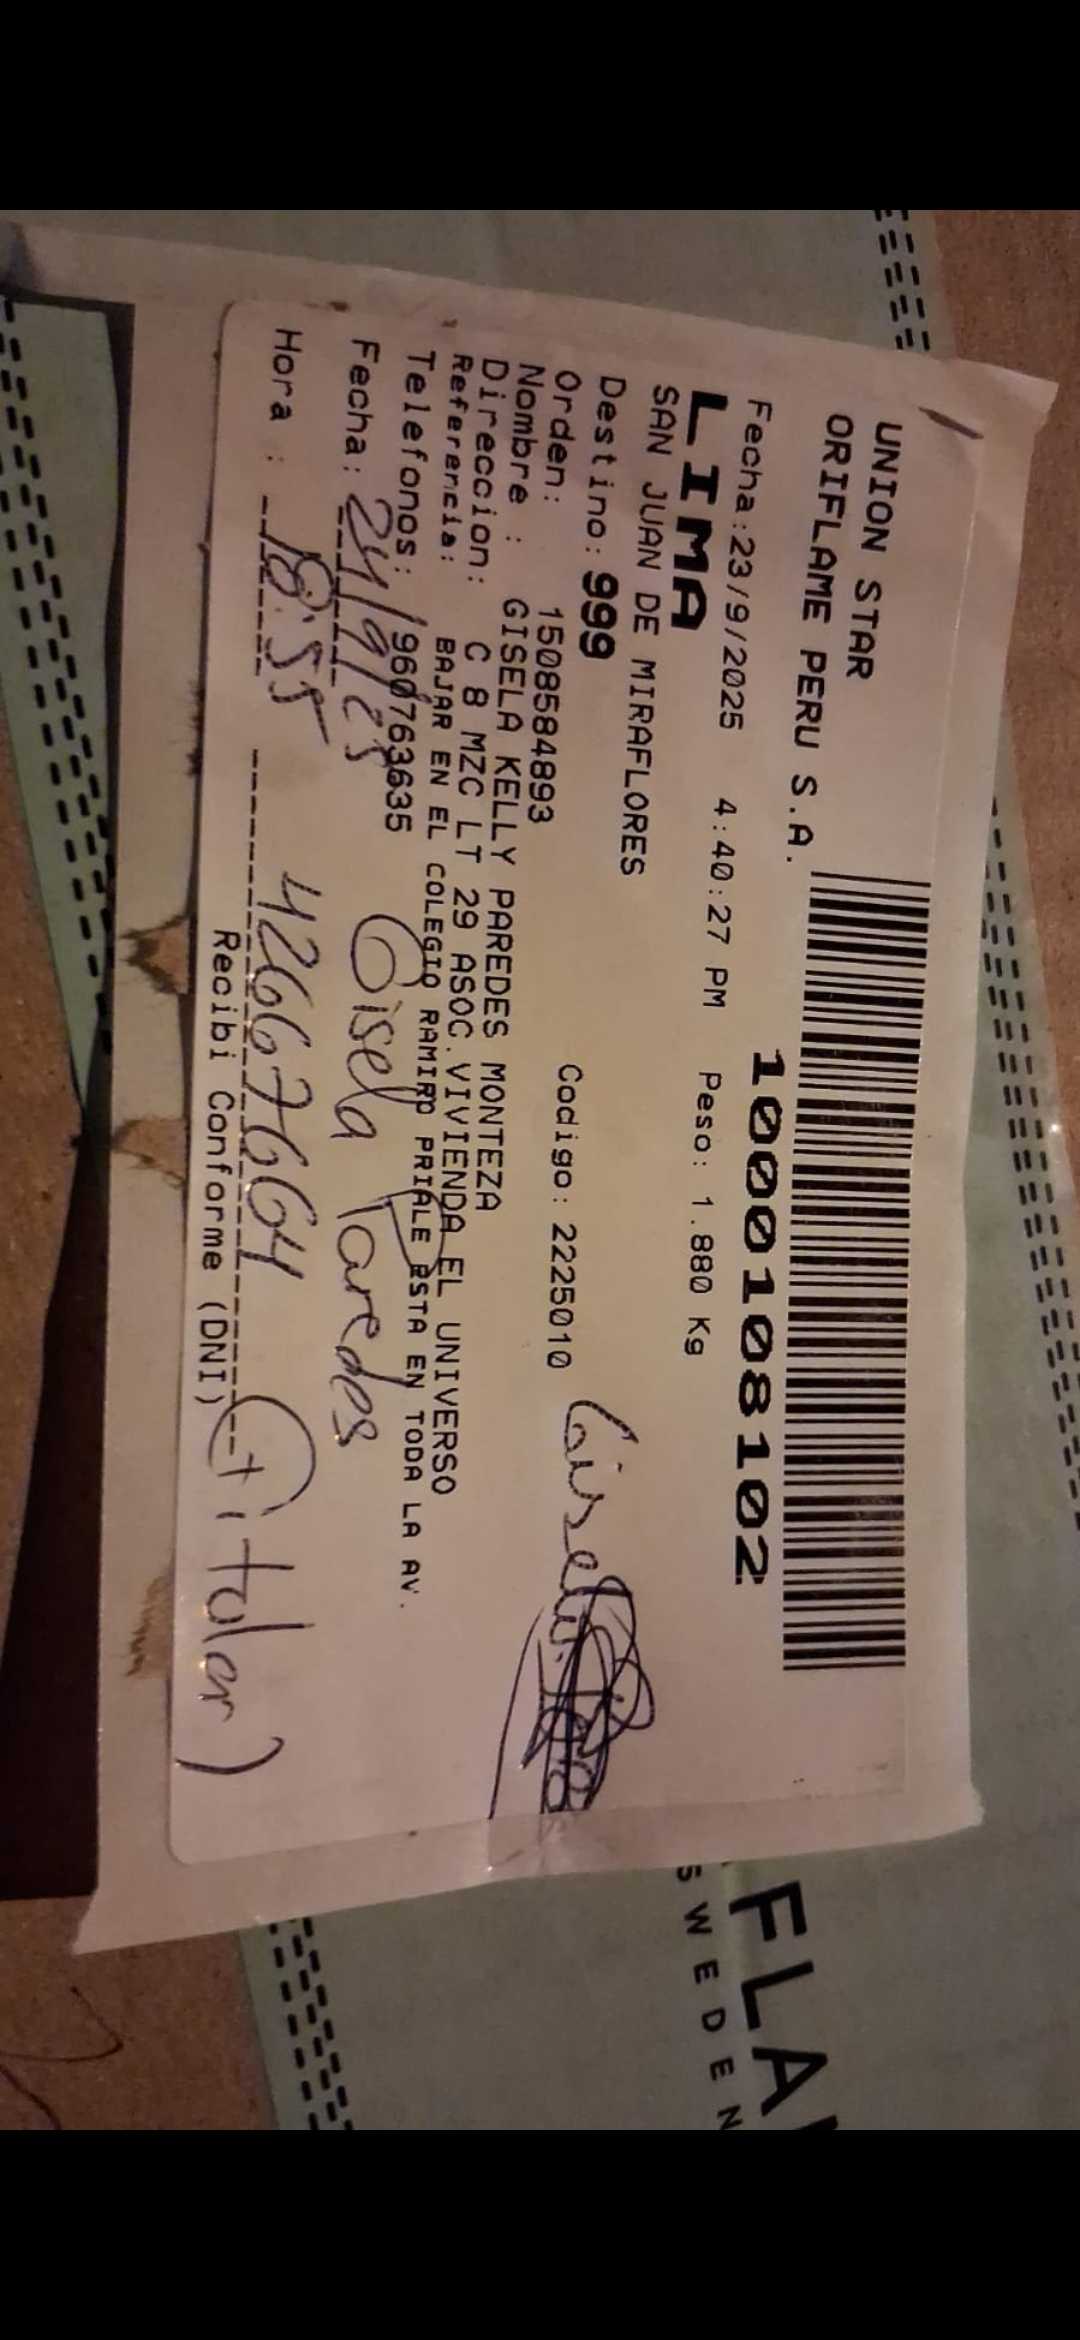 UNION STAR
ORIFLAME PERU S.A.
1000108102
Fecha:23/9/2025 4:40:27 PM Peso: 1.880 Kg
LIMA
SAN JUAN DE MIRAFLORES
Destino: 999
Orden: 1508584893 Codigo: 2225010
Nombre : GISELA KELLY PAREDES MONTEZA
Direccion: C 8 MZC LT 29 ASOC.VIVIENDA EL UNIVERSO
Referencia: BAJAR EN EL COLEGIO RAMIRO PRIALE ESTA EN TODA LA AV.
Telefonos: 960763635
Gisela Paredes
Fecha: 24/9/25
Hora : 18:55 42667664 (titular)
Recibi Conforme (DNI)
FLA
SWEDEN